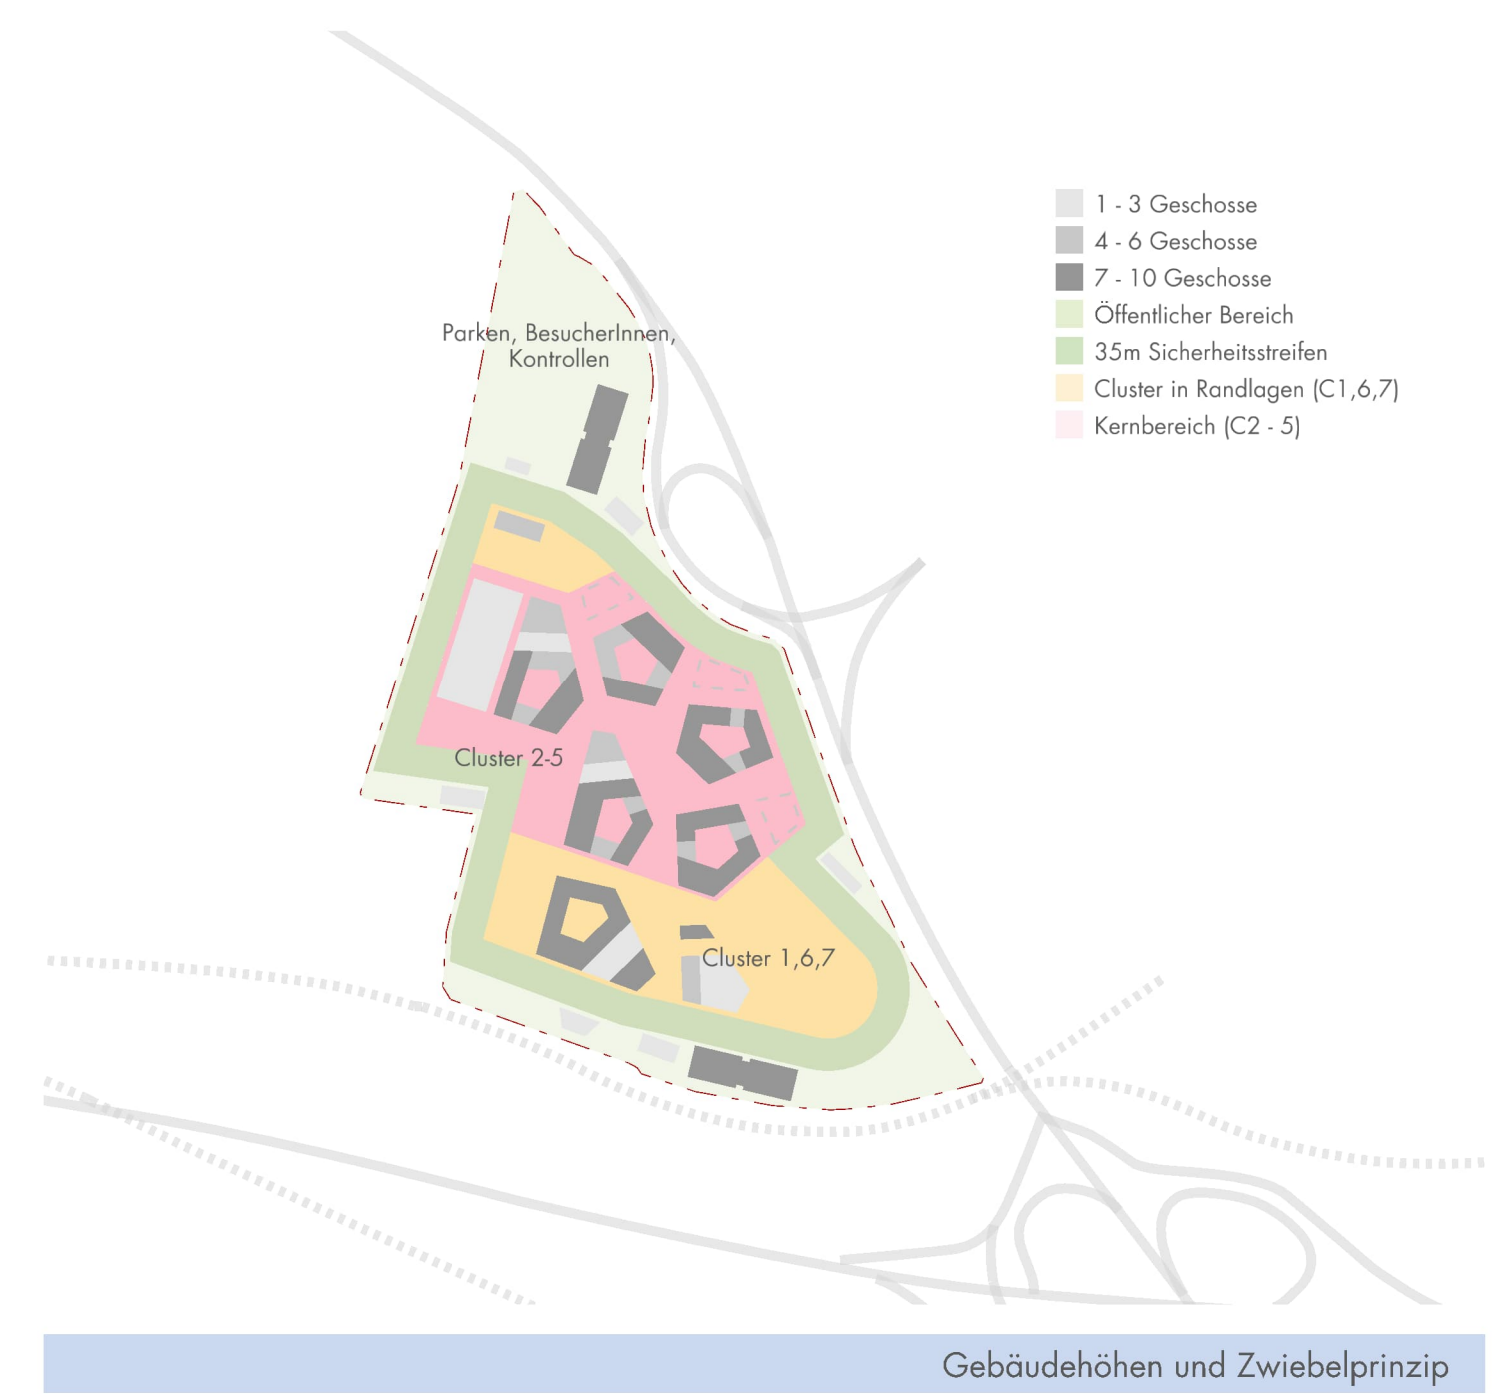 1 - 3 Geschosse
4 - 6 Geschosse
7 - 10 Geschosse
Öffentlicher Bereich
35m Sicherheitsstreifen
Cluster in Randlagen (C1,6,7)
Kernbereich (C2 - 5)
Parken, BesucherInnen,
Kontrollen
Cluster 2-5
Cluster 1,6,7
Gebäudehöhen und Zwiebelprinzip